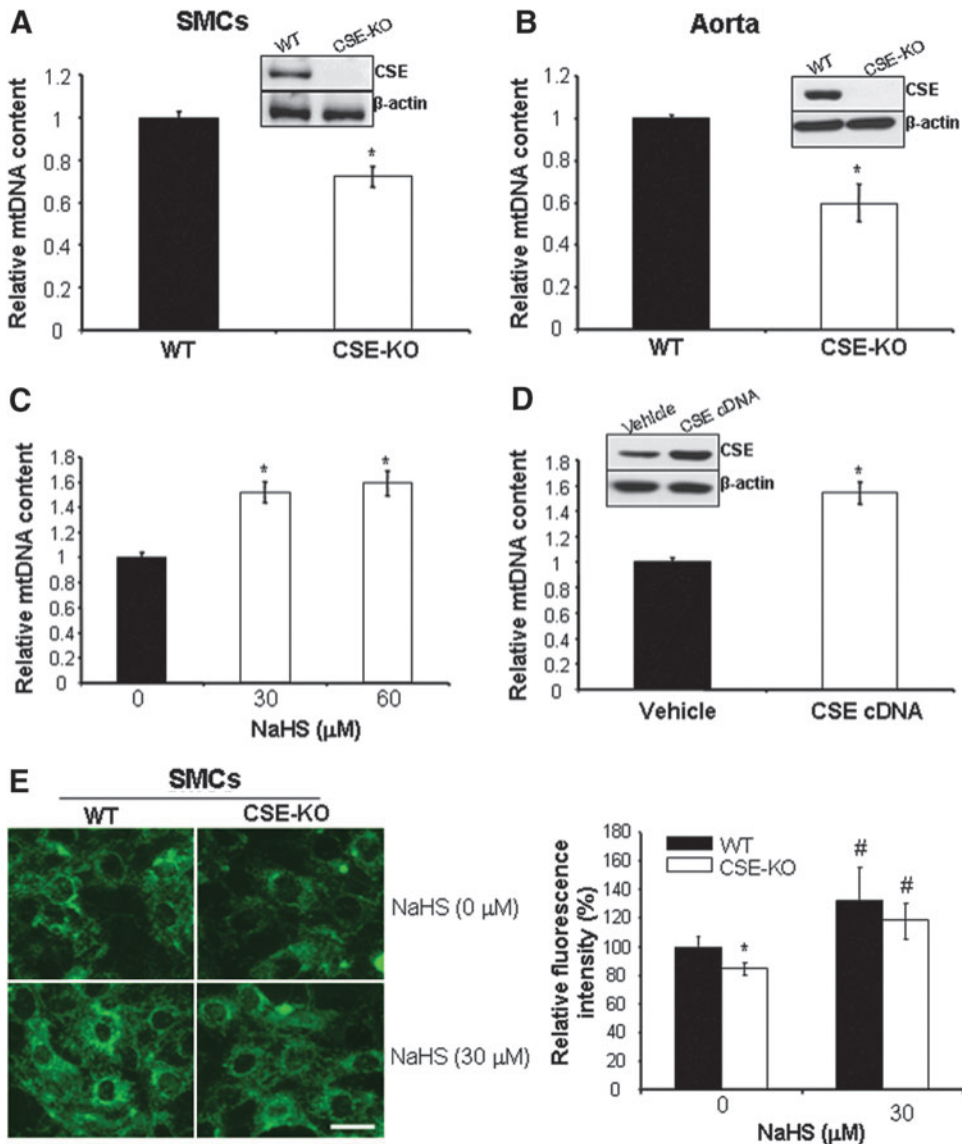 A
SMCs
WT
CSE-KO
CSE
β-actin
Relative mtDNA content
1.2
1
0.8
0.6
0.4
0.2
0
*
WT
CSE-KO
B
Aorta
WT
CSE-KO
CSE
β-actin
Relative mtDNA content
1.2
1
0.8
0.6
0.4
0.2
0
*
WT
CSE-KO
C
Relative mtDNA content
1.8
1.6
1.4
1.2
1
0.8
0.6
0.4
0.2
0
*
*
0
30
60
NaHS (µM)
D
Vehicle
CSE cDNA
CSE
β-actin
Relative mtDNA content
1.8
1.6
1.4
1.2
1
0.8
0.6
0.4
0.2
0
*
Vehicle
CSE cDNA
E
SMCs
WT
CSE-KO
NaHS (0 µM)
NaHS (30 µM)
Relative fluorescence
intensity (%)
180
160
140
120
100
80
60
40
20
0
WT
CSE-KO
*
#
#
0
30
NaHS (µM)